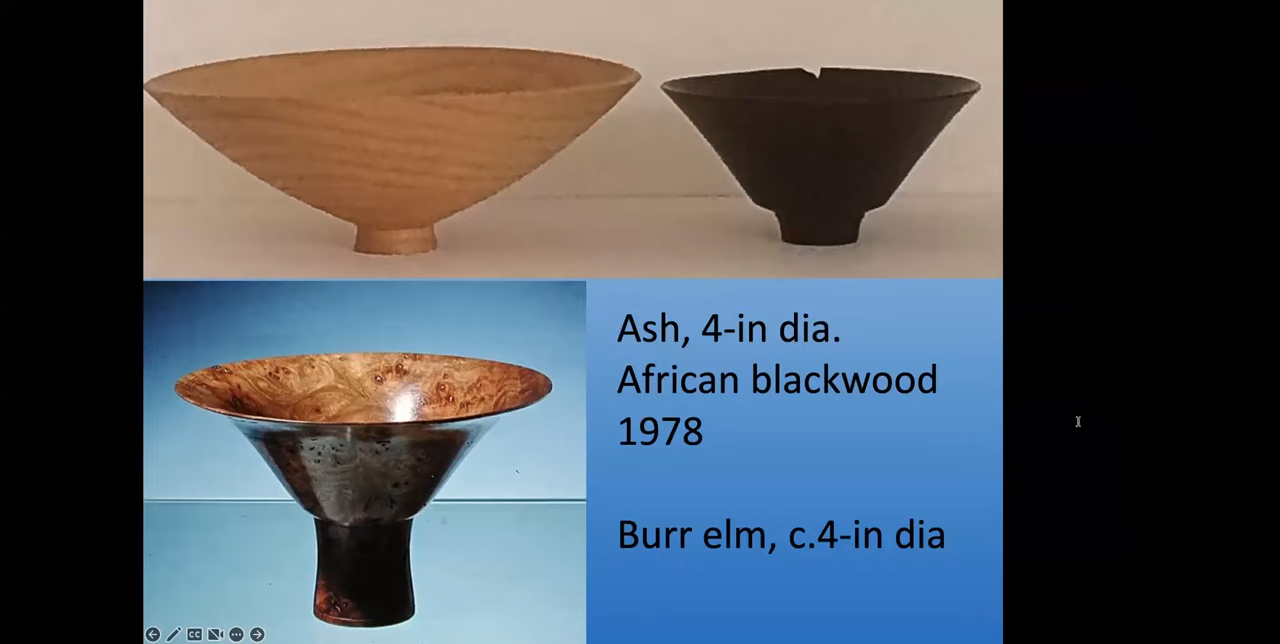 Ash, 4-in dia.
African blackwood
1978
Burr elm, c.4-in dia